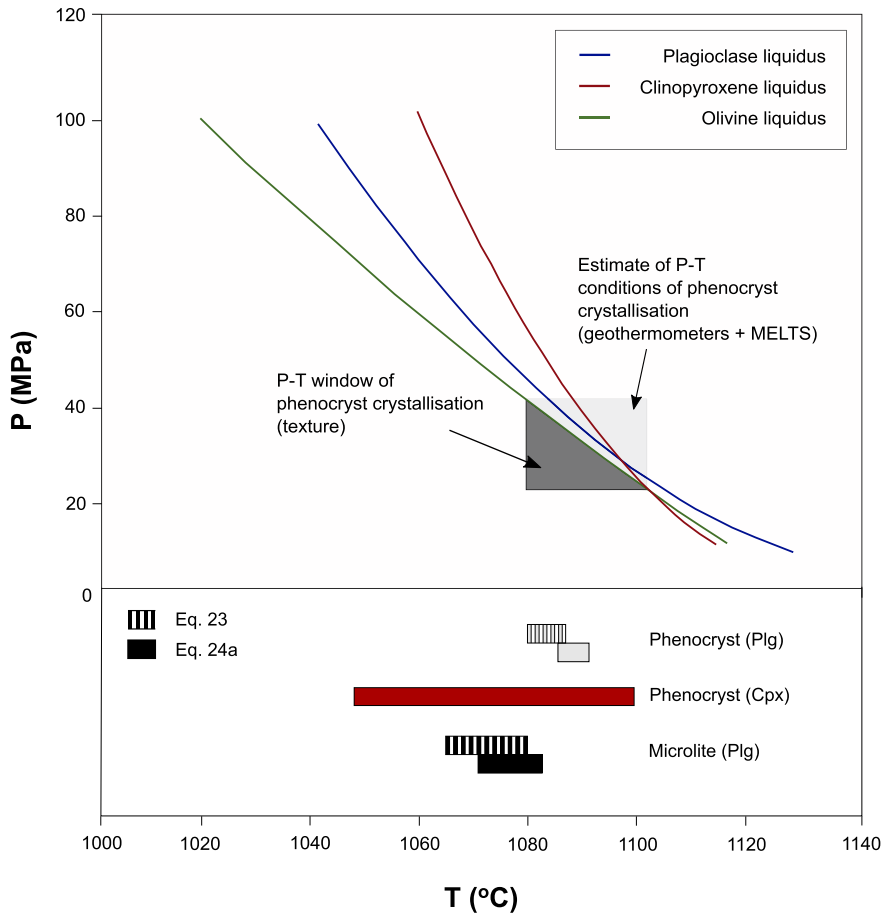 120
100
80
60
40
20
0
P (MPa)
Plagioclase liquidus
Clinopyroxene liquidus
Olivine liquidus
Estimate of P-T
conditions of phenocryst
crystallisation
(geothermometers + MELTS)
P-T window of
phenocryst crystallisation
(texture)
Eq. 23
Eq. 24a
Phenocryst (Plg)
Phenocryst (Cpx)
Microlite (Plg)
1000 1020 1040 1060 1080 1100 1120 1140
T (ºC)